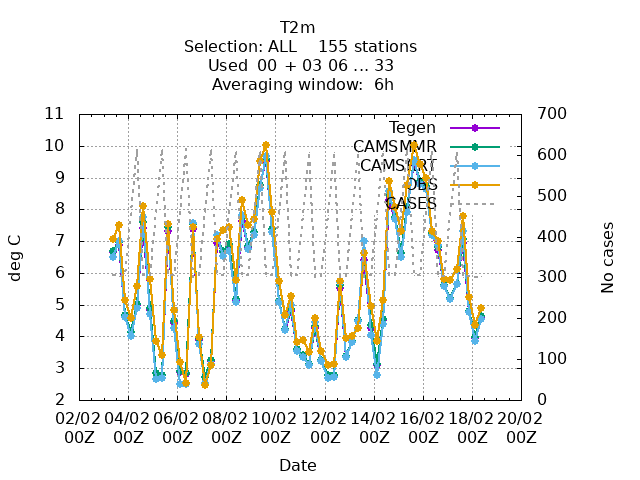 T2m
Selection: ALL    155 stations
Used  00 + 03 06 ... 33
Averaging window:  6h
11
10
9
8
7
6
5
4
3
2
deg C
700
600
500
400
300
200
100
0
No cases
Tegen
CAMSMMR
CAMSCRT
OBS
CASES
02/02 04/02 06/02 08/02 10/02 12/02 14/02 16/02 18/02 20/02
00Z 00Z 00Z 00Z 00Z 00Z 00Z 00Z 00Z 00Z
Date